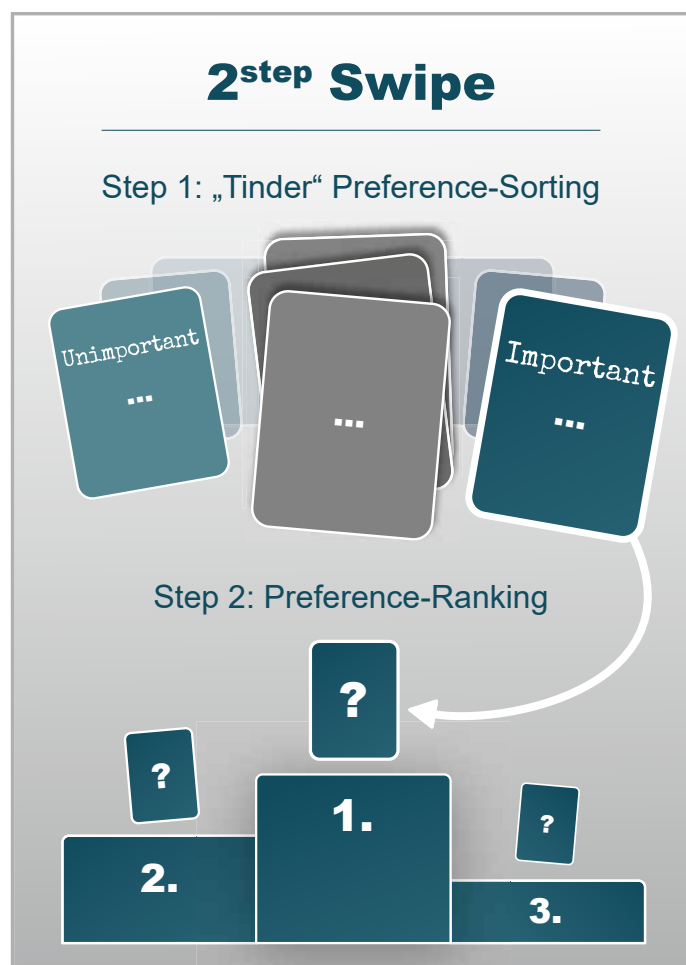 2step Swipe
Step 1: „Tinder“ Preference-Sorting
Unimportant
...
...
Important
...
Step 2: Preference-Ranking
?
?
?
1.
2.
3.